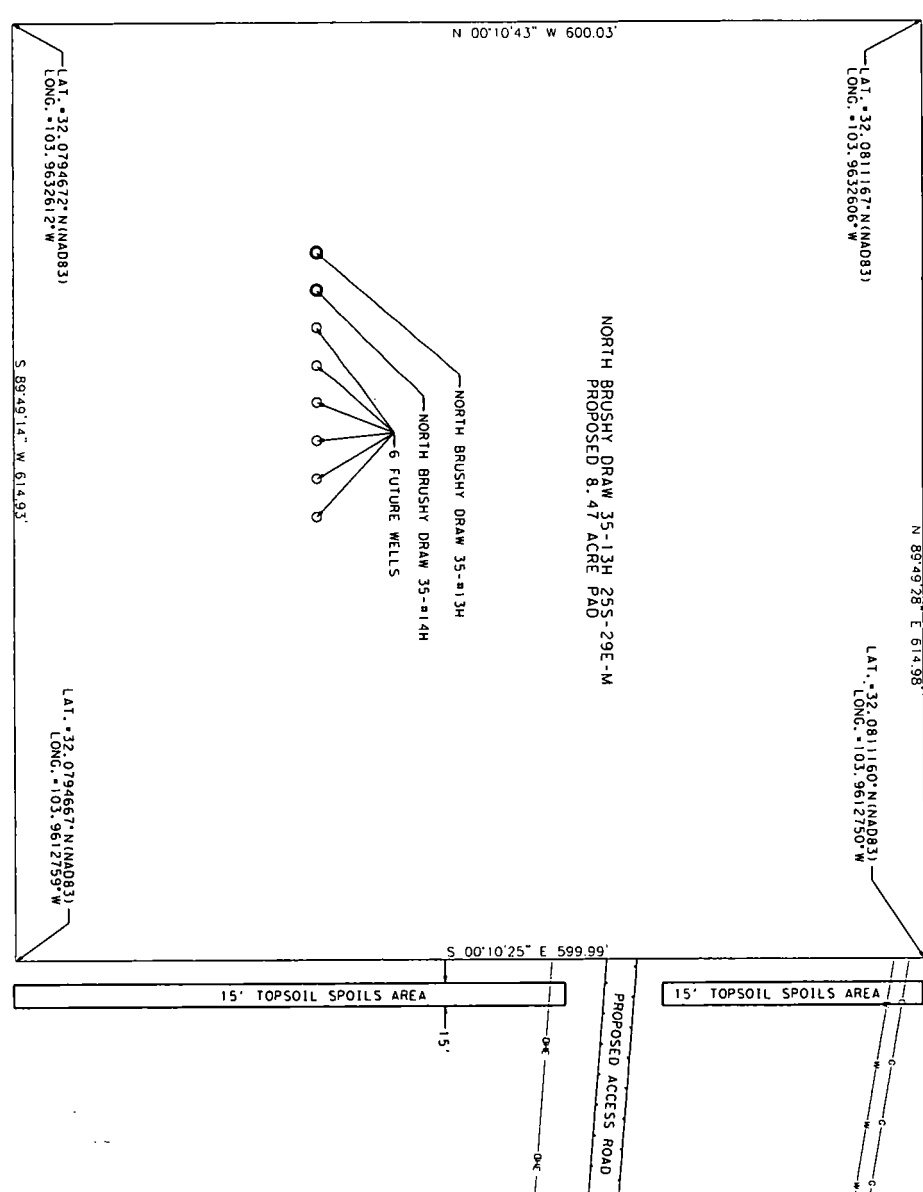 N 00°10'43" W 600.03'
LAT. = 32.0794672° N (NAD83)
LONG. = 103.9632612° W
LAT. = 32.0811167° N (NAD83)
LONG. = 103.9632606° W
NORTH BRUSHY DRAW 35-13H 25S-29E-M
PROPOSED 8.47 ACRE PAD
NORTH BRUSHY DRAW 35-#13H
NORTH BRUSHY DRAW 35-#14H
6 FUTURE WELLS
S 89°49'14" W 614.93'
N 89°49'28" E 614.98'
LAT. = 32.0811160° N (NAD83)
LONG. = 103.9612750° W
LAT. = 32.0794667° N (NAD83)
LONG. = 103.9612759° W
S 00°10'25" E 599.99'
15' TOPSOIL SPOILS AREA
15' TOPSOIL SPOILS AREA
PROPOSED ACCESS ROAD
15'
OHE
OHE
G
G
G
G
W
W
W
W